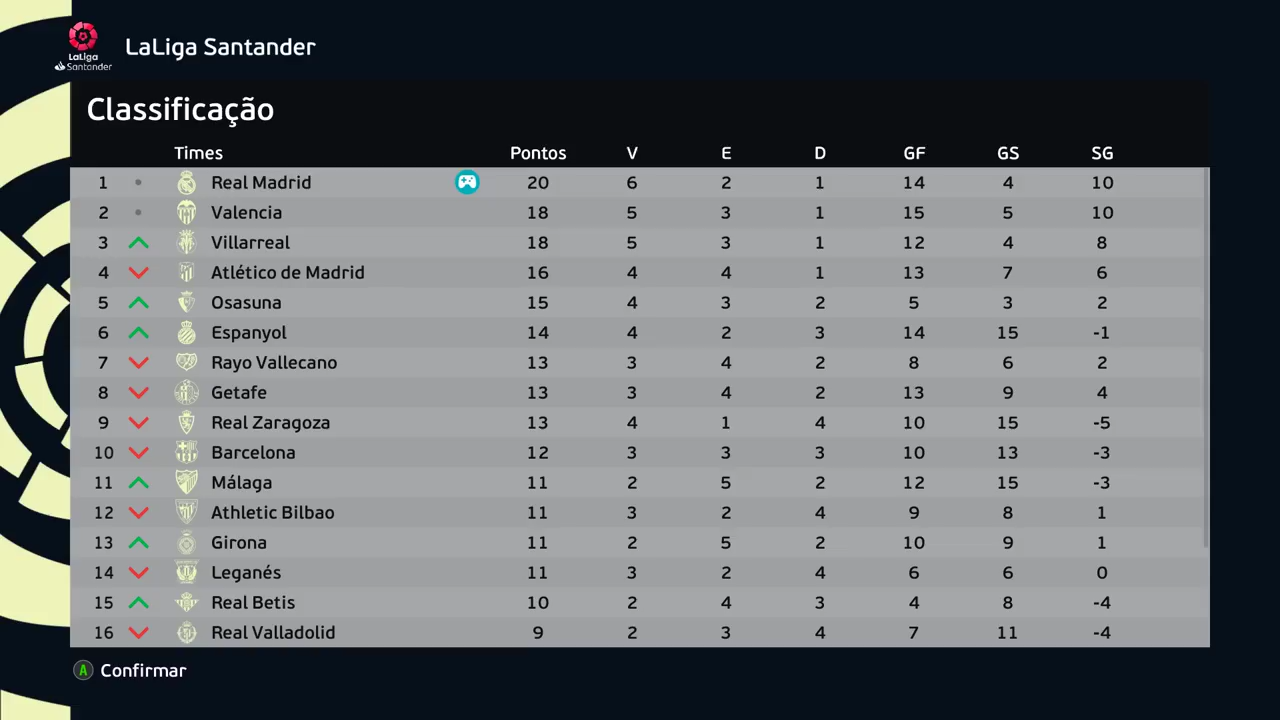 LaLiga Santander
LaLiga
Santander
Classificação
Times Pontos V E D GF GS SG
1 Real Madrid 20 6 2 1 14 4 10
2 Valencia 18 5 3 1 15 5 10
3 Villarreal 18 5 3 1 12 4 8
4 Atlético de Madrid 16 4 4 1 13 7 6
5 Osasuna 15 4 3 2 5 3 2
6 Espanyol 14 4 2 3 14 15 -1
7 Rayo Vallecano 13 3 4 2 8 6 2
8 Getafe 13 3 4 2 13 9 4
9 Real Zaragoza 13 4 1 4 10 15 -5
10 Barcelona 12 3 3 3 10 13 -3
11 Málaga 11 2 5 2 12 15 -3
12 Athletic Bilbao 11 3 2 4 9 8 1
13 Girona 11 2 5 2 10 9 1
14 Leganés 11 3 2 4 6 6 0
15 Real Betis 10 2 4 3 4 8 -4
16 Real Valladolid 9 2 3 4 7 11 -4
A Confirmar